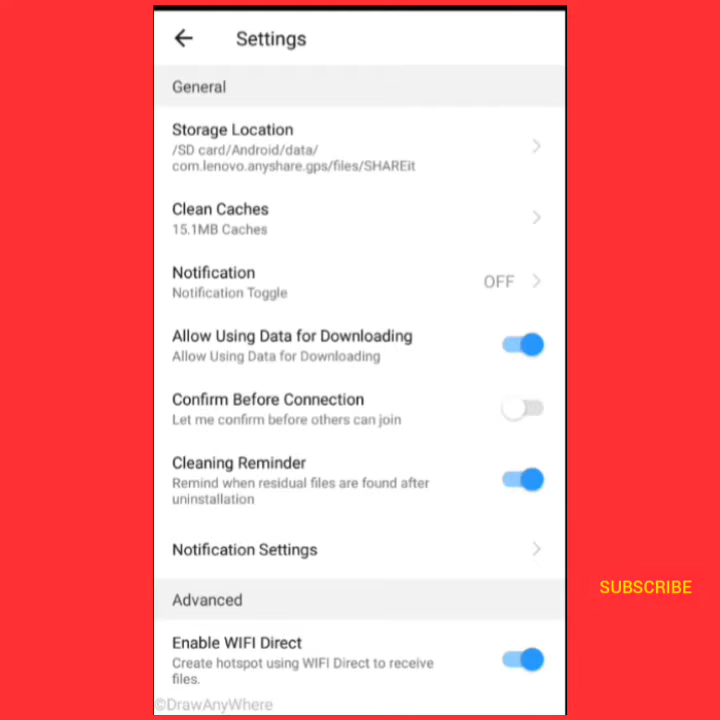 Settings
General
Storage Location
/SD card/Android/data/
com.lenovo.anyshare.gps/files/SHAREit
Clean Caches
15.1MB Caches
Notification
Notification Toggle
OFF
Allow Using Data for Downloading
Allow Using Data for Downloading
Confirm Before Connection
Let me confirm before others can join
Cleaning Reminder
Remind when residual files are found after
uninstallation
Notification Settings
SUBSCRIBE
Advanced
Enable WIFI Direct
Create hotspot using WIFI Direct to receive
files.
©DrawAnyWhere